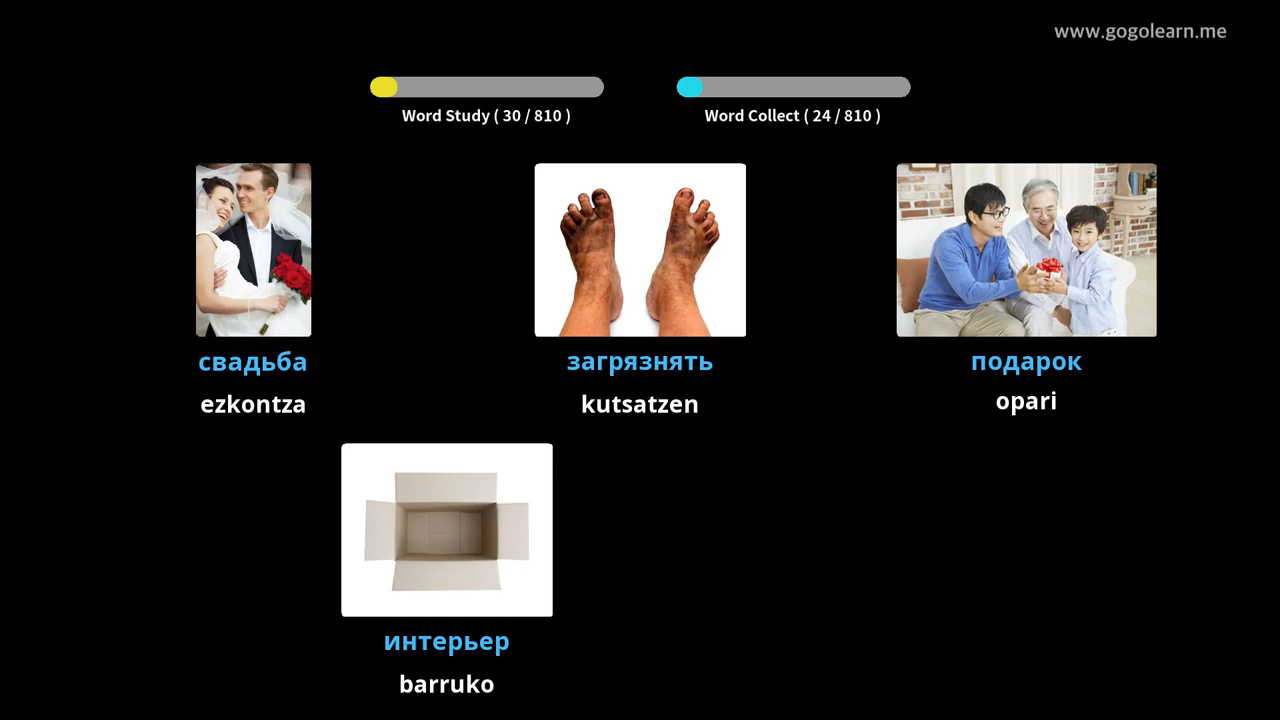 www.gogolearn.me
Word Study ( 30 / 810 )
Word Collect ( 24 / 810 )
свадьба
ezkontza
загрязнять
kutsatzen
подарок
opari
интерьер
barruko